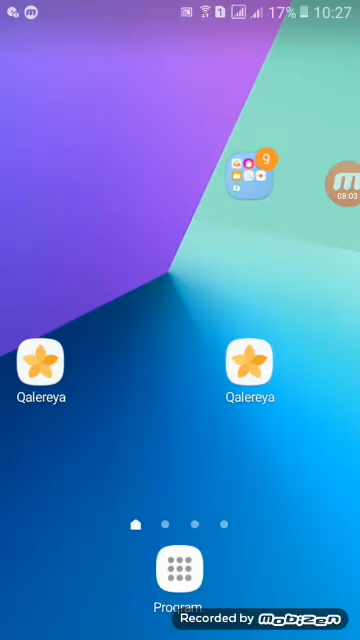 17% 10:27
9
08:03
Qalereya Qalereya
Program
Recorded by mobizen